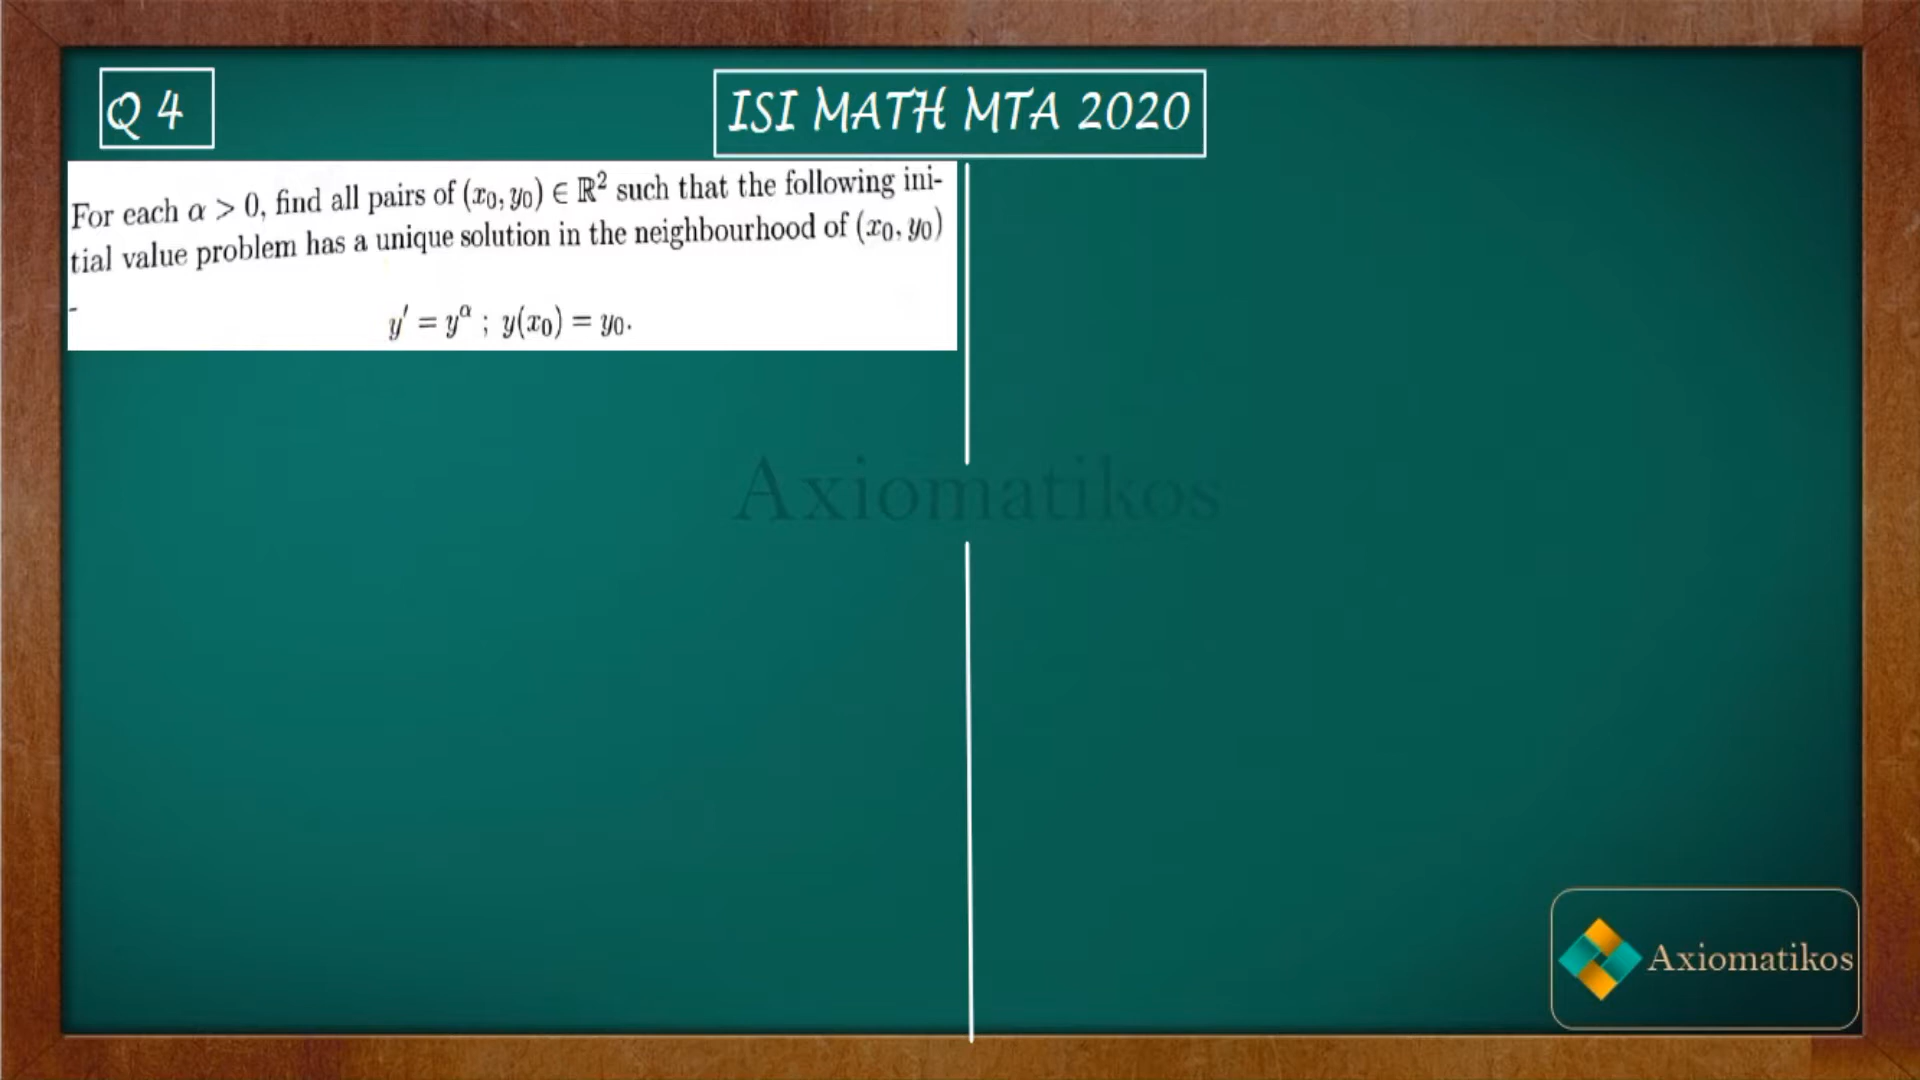 Q 4
ISI MATH MTA 2020
For each α > 0, find all pairs of (x₀, y₀) ∈ ℝ² such that the following ini-
tial value problem has a unique solution in the neighbourhood of (x₀, y₀)
-
y′ = y^α ; y(x₀) = y₀.
Axiomatikos
Axiomatikos